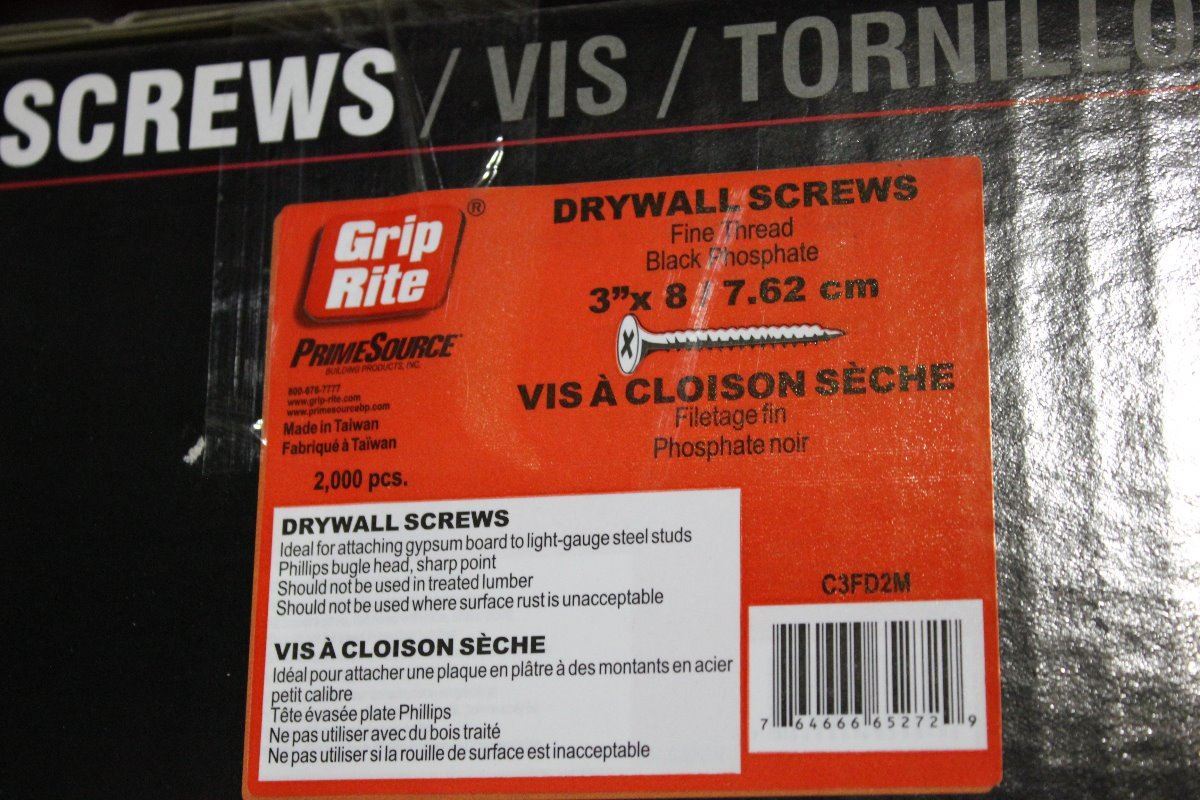 SCREWS / VIS / TORNILLO
Grip
Rite
®
PRIMESOURCE™
BUILDING PRODUCTS, INC.
800-676-7777
www.grip-rite.com
www.primesourcebp.com
Made in Taiwan
Fabriqué à Taïwan
2,000 pcs.
DRYWALL SCREWS
Fine Thread
Black Phosphate
3”x 8 / 7.62 cm
VIS À CLOISON SÈCHE
Filetage fin
Phosphate noir
DRYWALL SCREWS
Ideal for attaching gypsum board to light-gauge steel studs
Phillips bugle head, sharp point
Should not be used in treated lumber
Should not be used where surface rust is unacceptable
VIS À CLOISON SÈCHE
Idéal pour attacher une plaque en plâtre à des montants en acier
petit calibre
Tête évasée plate Phillips
Ne pas utiliser avec du bois traité
Ne pas utiliser si la rouille de surface est inacceptable
C3FD2M
7 64666 65272 9